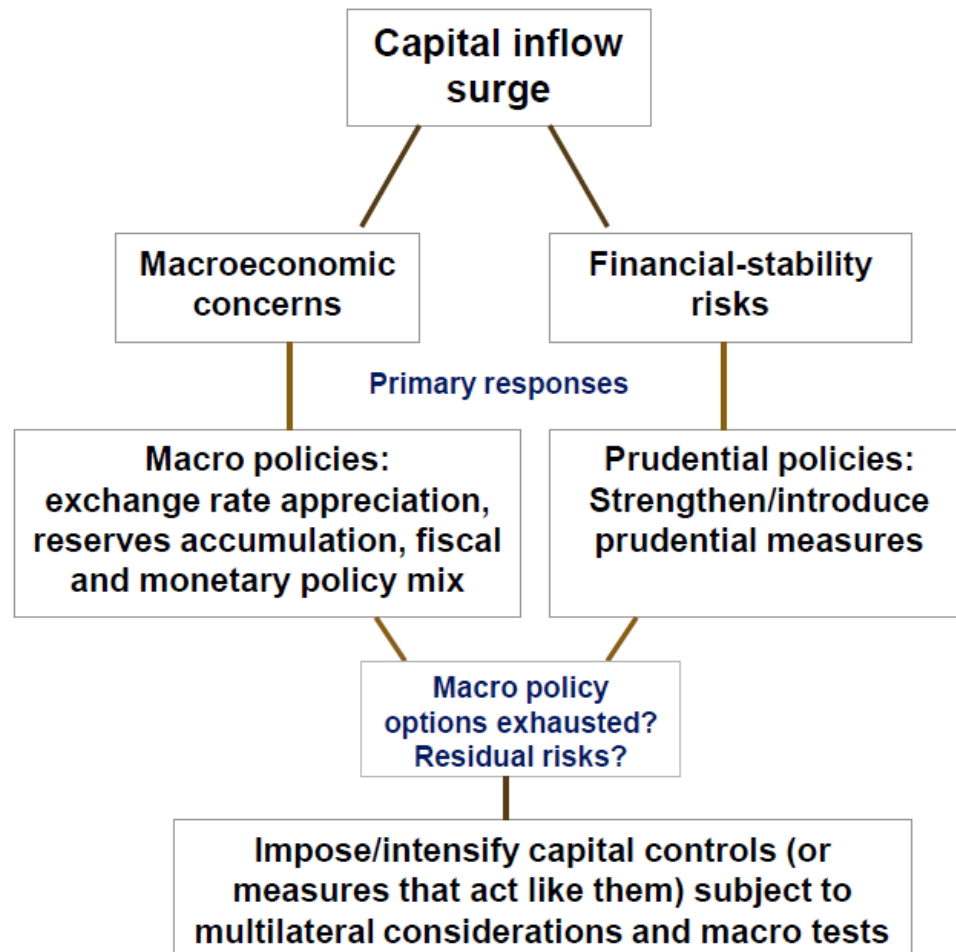 Capital inflow
surge
Macroeconomic
concerns
Financial-stability
risks
Primary responses
Macro policies:
exchange rate appreciation,
reserves accumulation, fiscal
and monetary policy mix
Prudential policies:
Strengthen/introduce
prudential measures
Macro policy
options exhausted?
Residual risks?
Impose/intensify capital controls (or
measures that act like them) subject to
multilateral considerations and macro tests